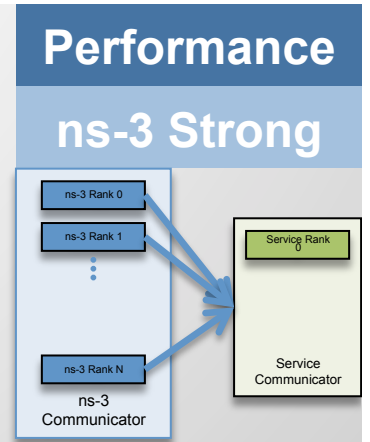 Performance
ns-3 Strong
ns-3 Rank 0
ns-3 Rank 1
ns-3 Rank N
ns-3
Communicator
Service Rank
0
Service
Communicator